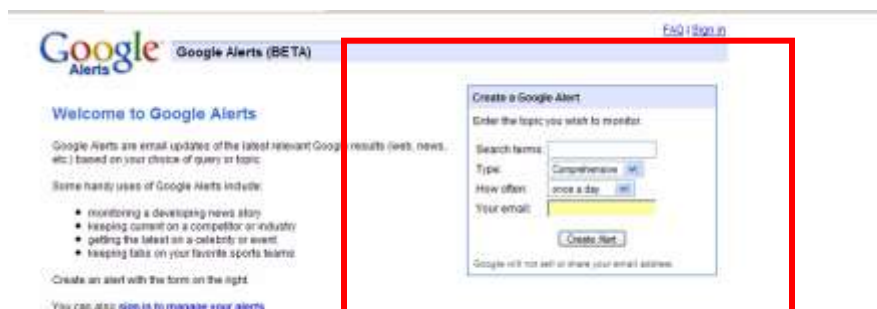 FAQ | Sign in
Google
Alerts
Google Alerts (BETA)
Welcome to Google Alerts
Google Alerts are email updates of the latest relevant Google results (web, news,
etc.) based on your choice of query or topic.
Some handy uses of Google Alerts include:
• monitoring a developing news story
• keeping current on a competitor or industry
• getting the latest on a celebrity or event
• keeping tabs on your favorite sports teams
Create an alert with the form on the right.
You can also sign in to manage your alerts
Create a Google Alert
Enter the topic you wish to monitor.
Search terms:
Type: Comprehensive
How often: once a day
Your email:
Create Alert
Google will not sell or share your email address.